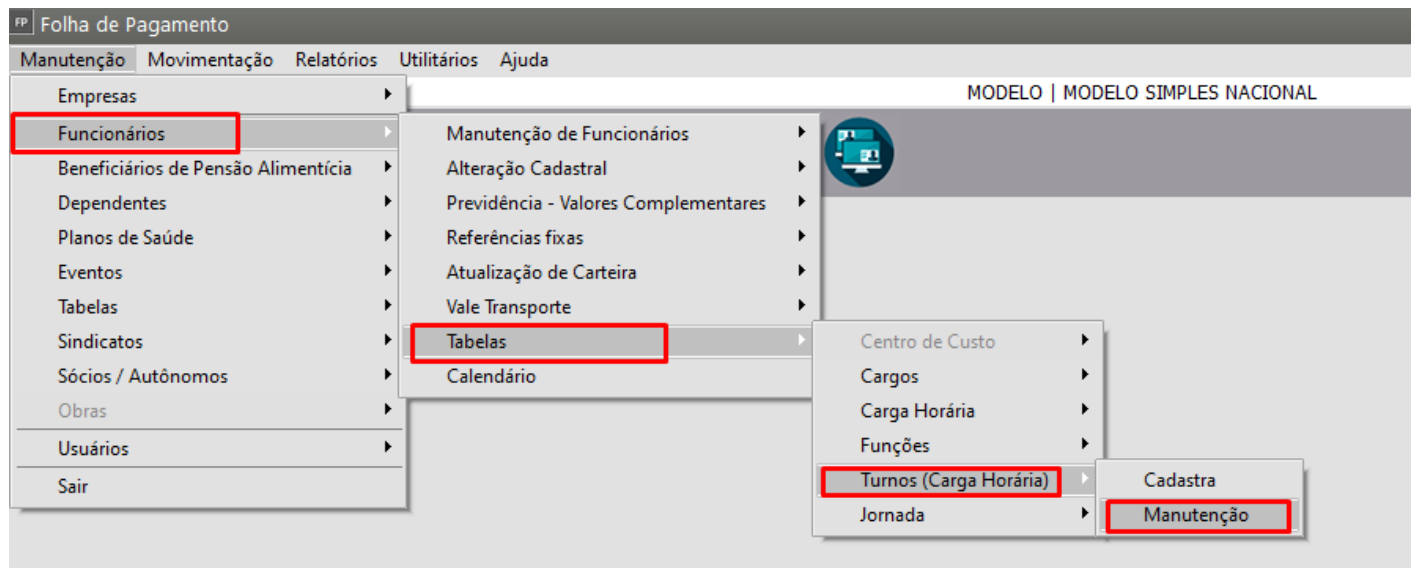 FP Folha de Pagamento
Manutenção Movimentação Relatórios Utilitários Ajuda
MODELO | MODELO SIMPLES NACIONAL
Empresas
Funcionários
Beneficiários de Pensão Alimentícia
Dependentes
Planos de Saúde
Eventos
Tabelas
Sindicatos
Sócios / Autônomos
Obras
Usuários
Sair
Manutenção de Funcionários
Alteração Cadastral
Previdência - Valores Complementares
Referências fixas
Atualização de Carteira
Vale Transporte
Tabelas
Calendário
Centro de Custo
Cargos
Carga Horária
Funções
Turnos (Carga Horária)
Jornada
Cadastra
Manutenção